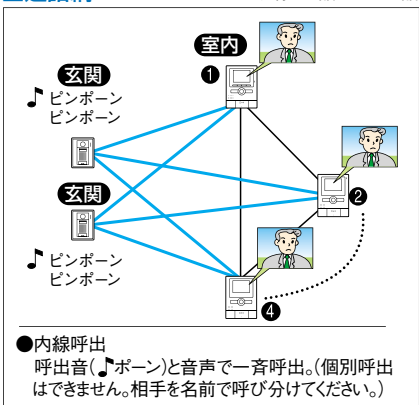 室内
❶
玄関
♪ピンポーン
ピンポーン
❷
玄関
♪ピンポーン
ピンポーン
❹
●内線呼出
呼出音(♪ポーン)と音声で一斉呼出。(個別呼出
はできません。相手を名前で呼び分けてください。)